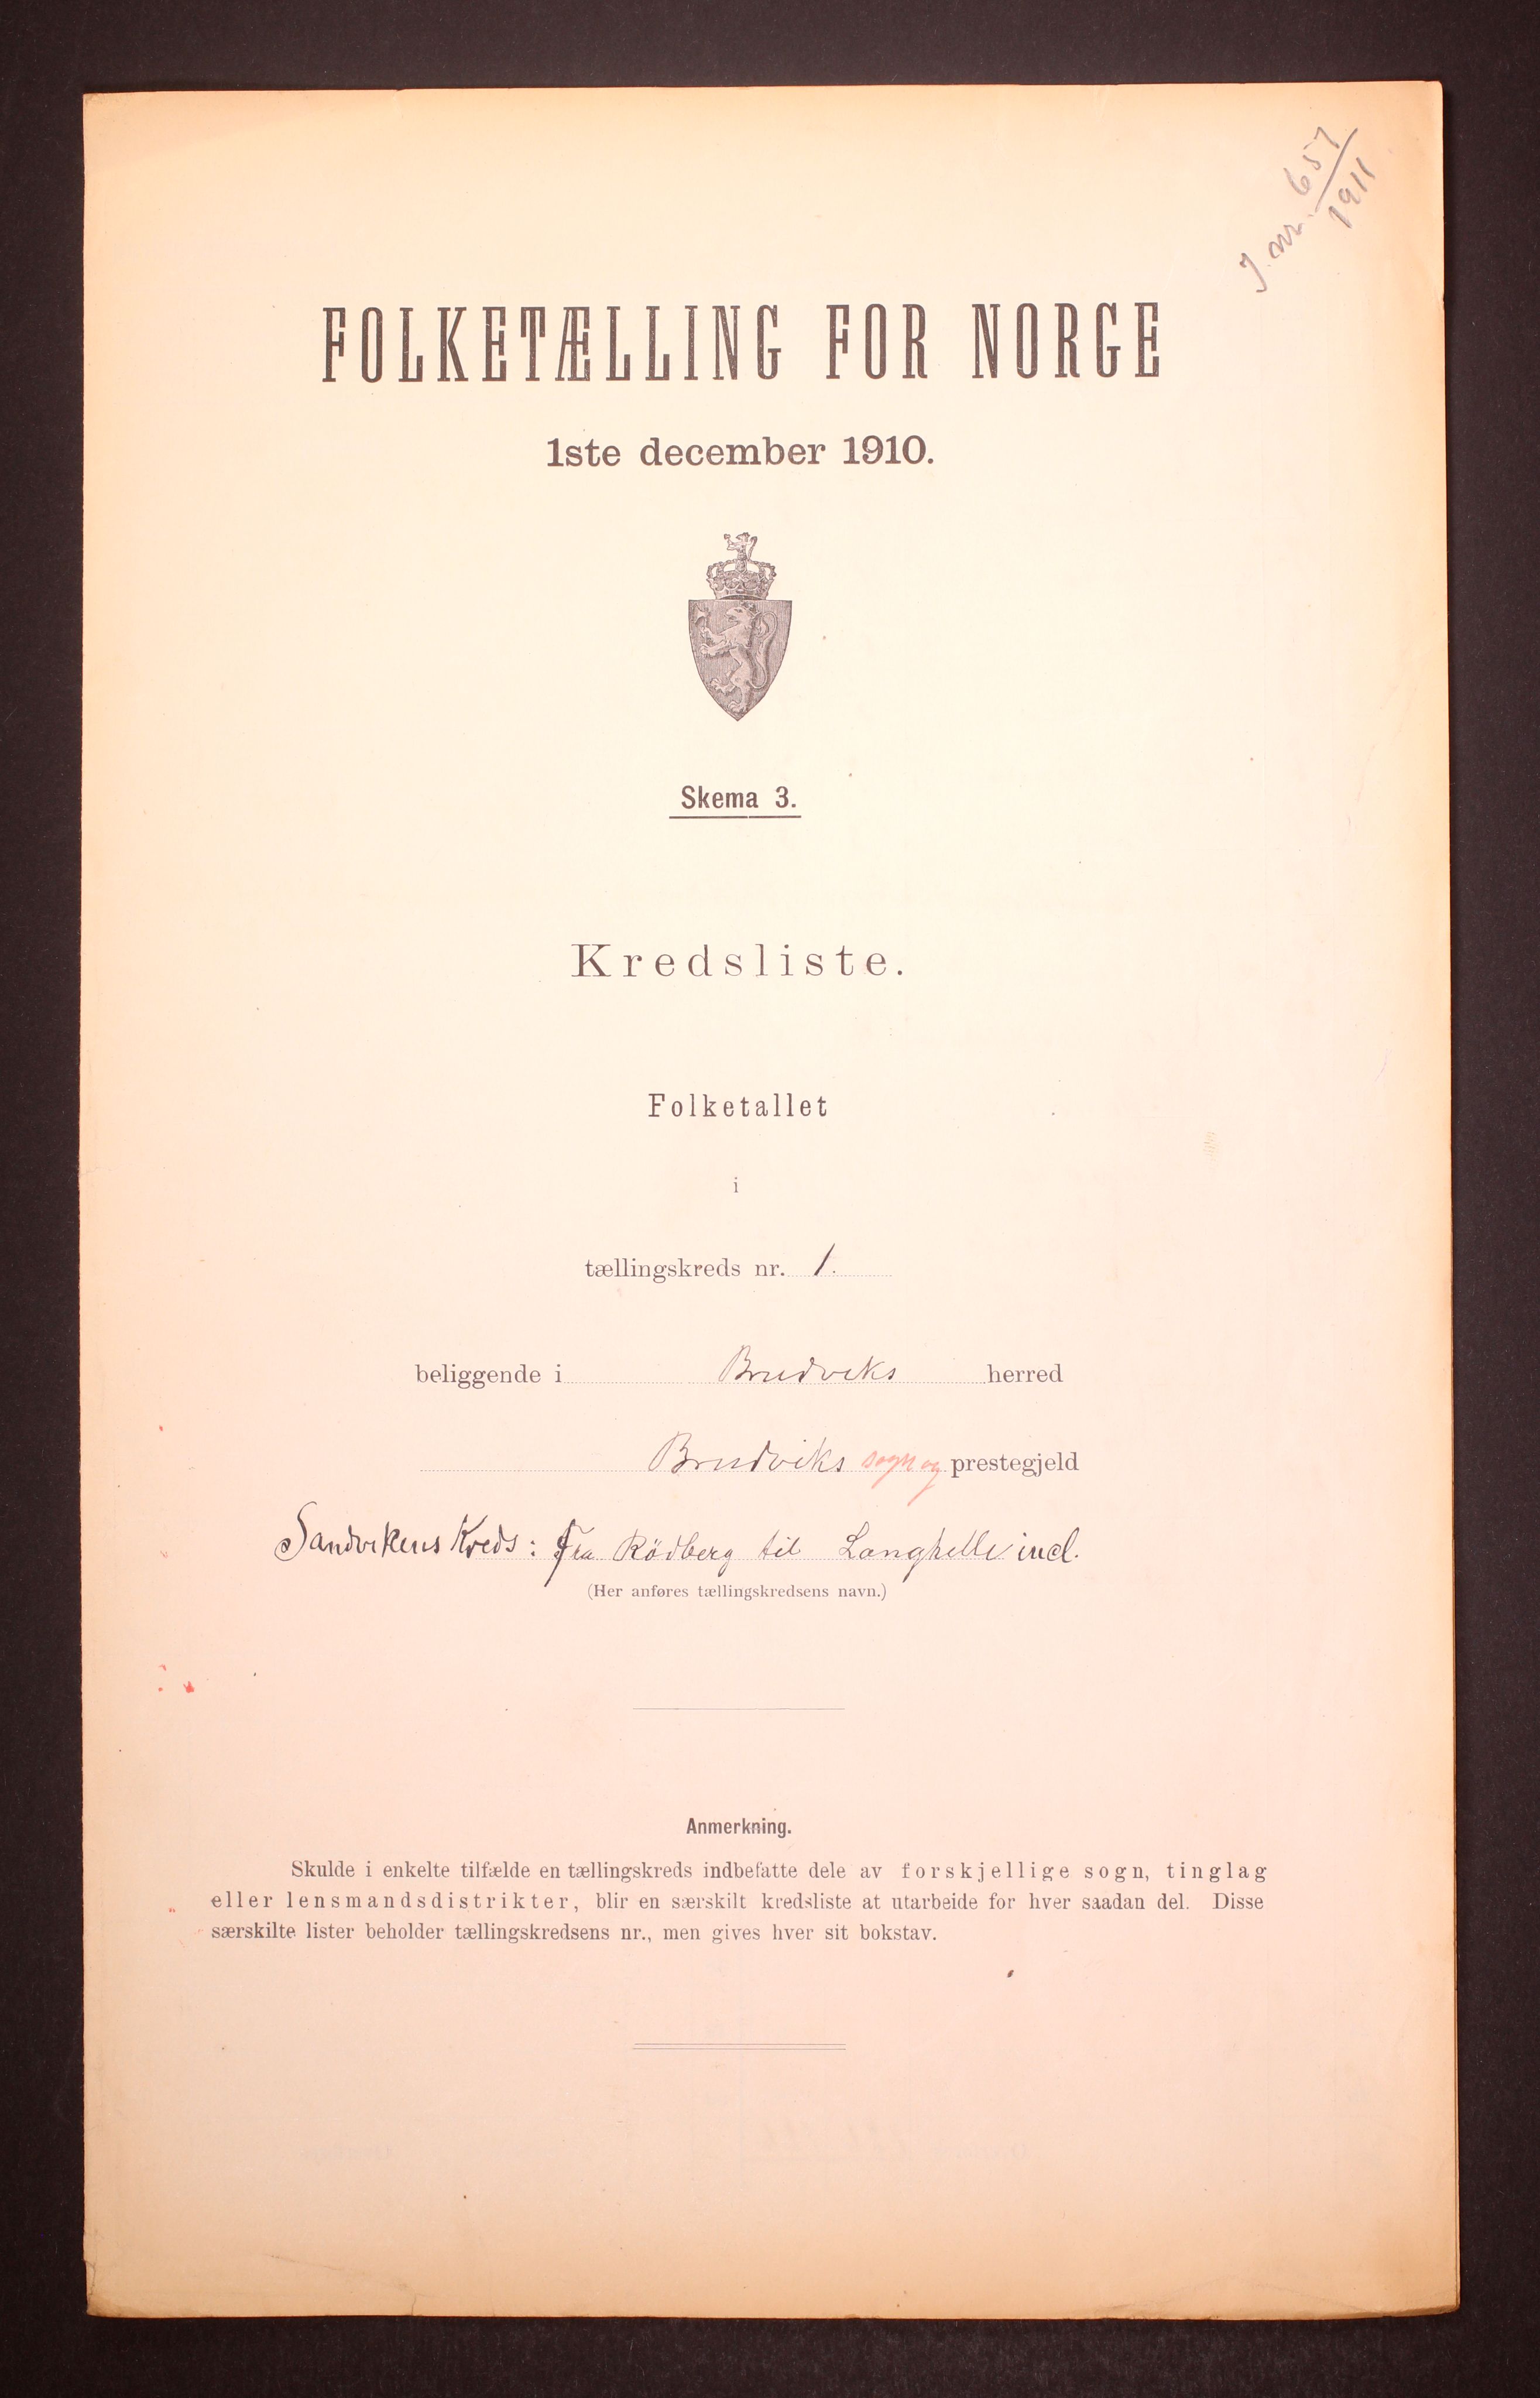 J. nr. 657/1911
FOLKETÆLLING FOR NORGE
1ste december 1910.
Skema 3.
Kredsliste.
Folketallet
i
tællingskreds nr. 1.
beliggende i Brudviks herred
Brudviks sogn og prestegjeld
Sandvikens Kreds: Fra Rödberg til Langhelle incl.
(Her anføres tællingskredsens navn.)
Anmerkning.
Skulde i enkelte tilfælde en tællingskreds indbefatte dele av forskjellige sogn, tinglag
eller lensmandsdistrikter, blir en særskilt kredsliste at utarbeide for hver saadan del. Disse
særskilte lister beholder tællingskredsens nr., men gives hver sit bokstav.